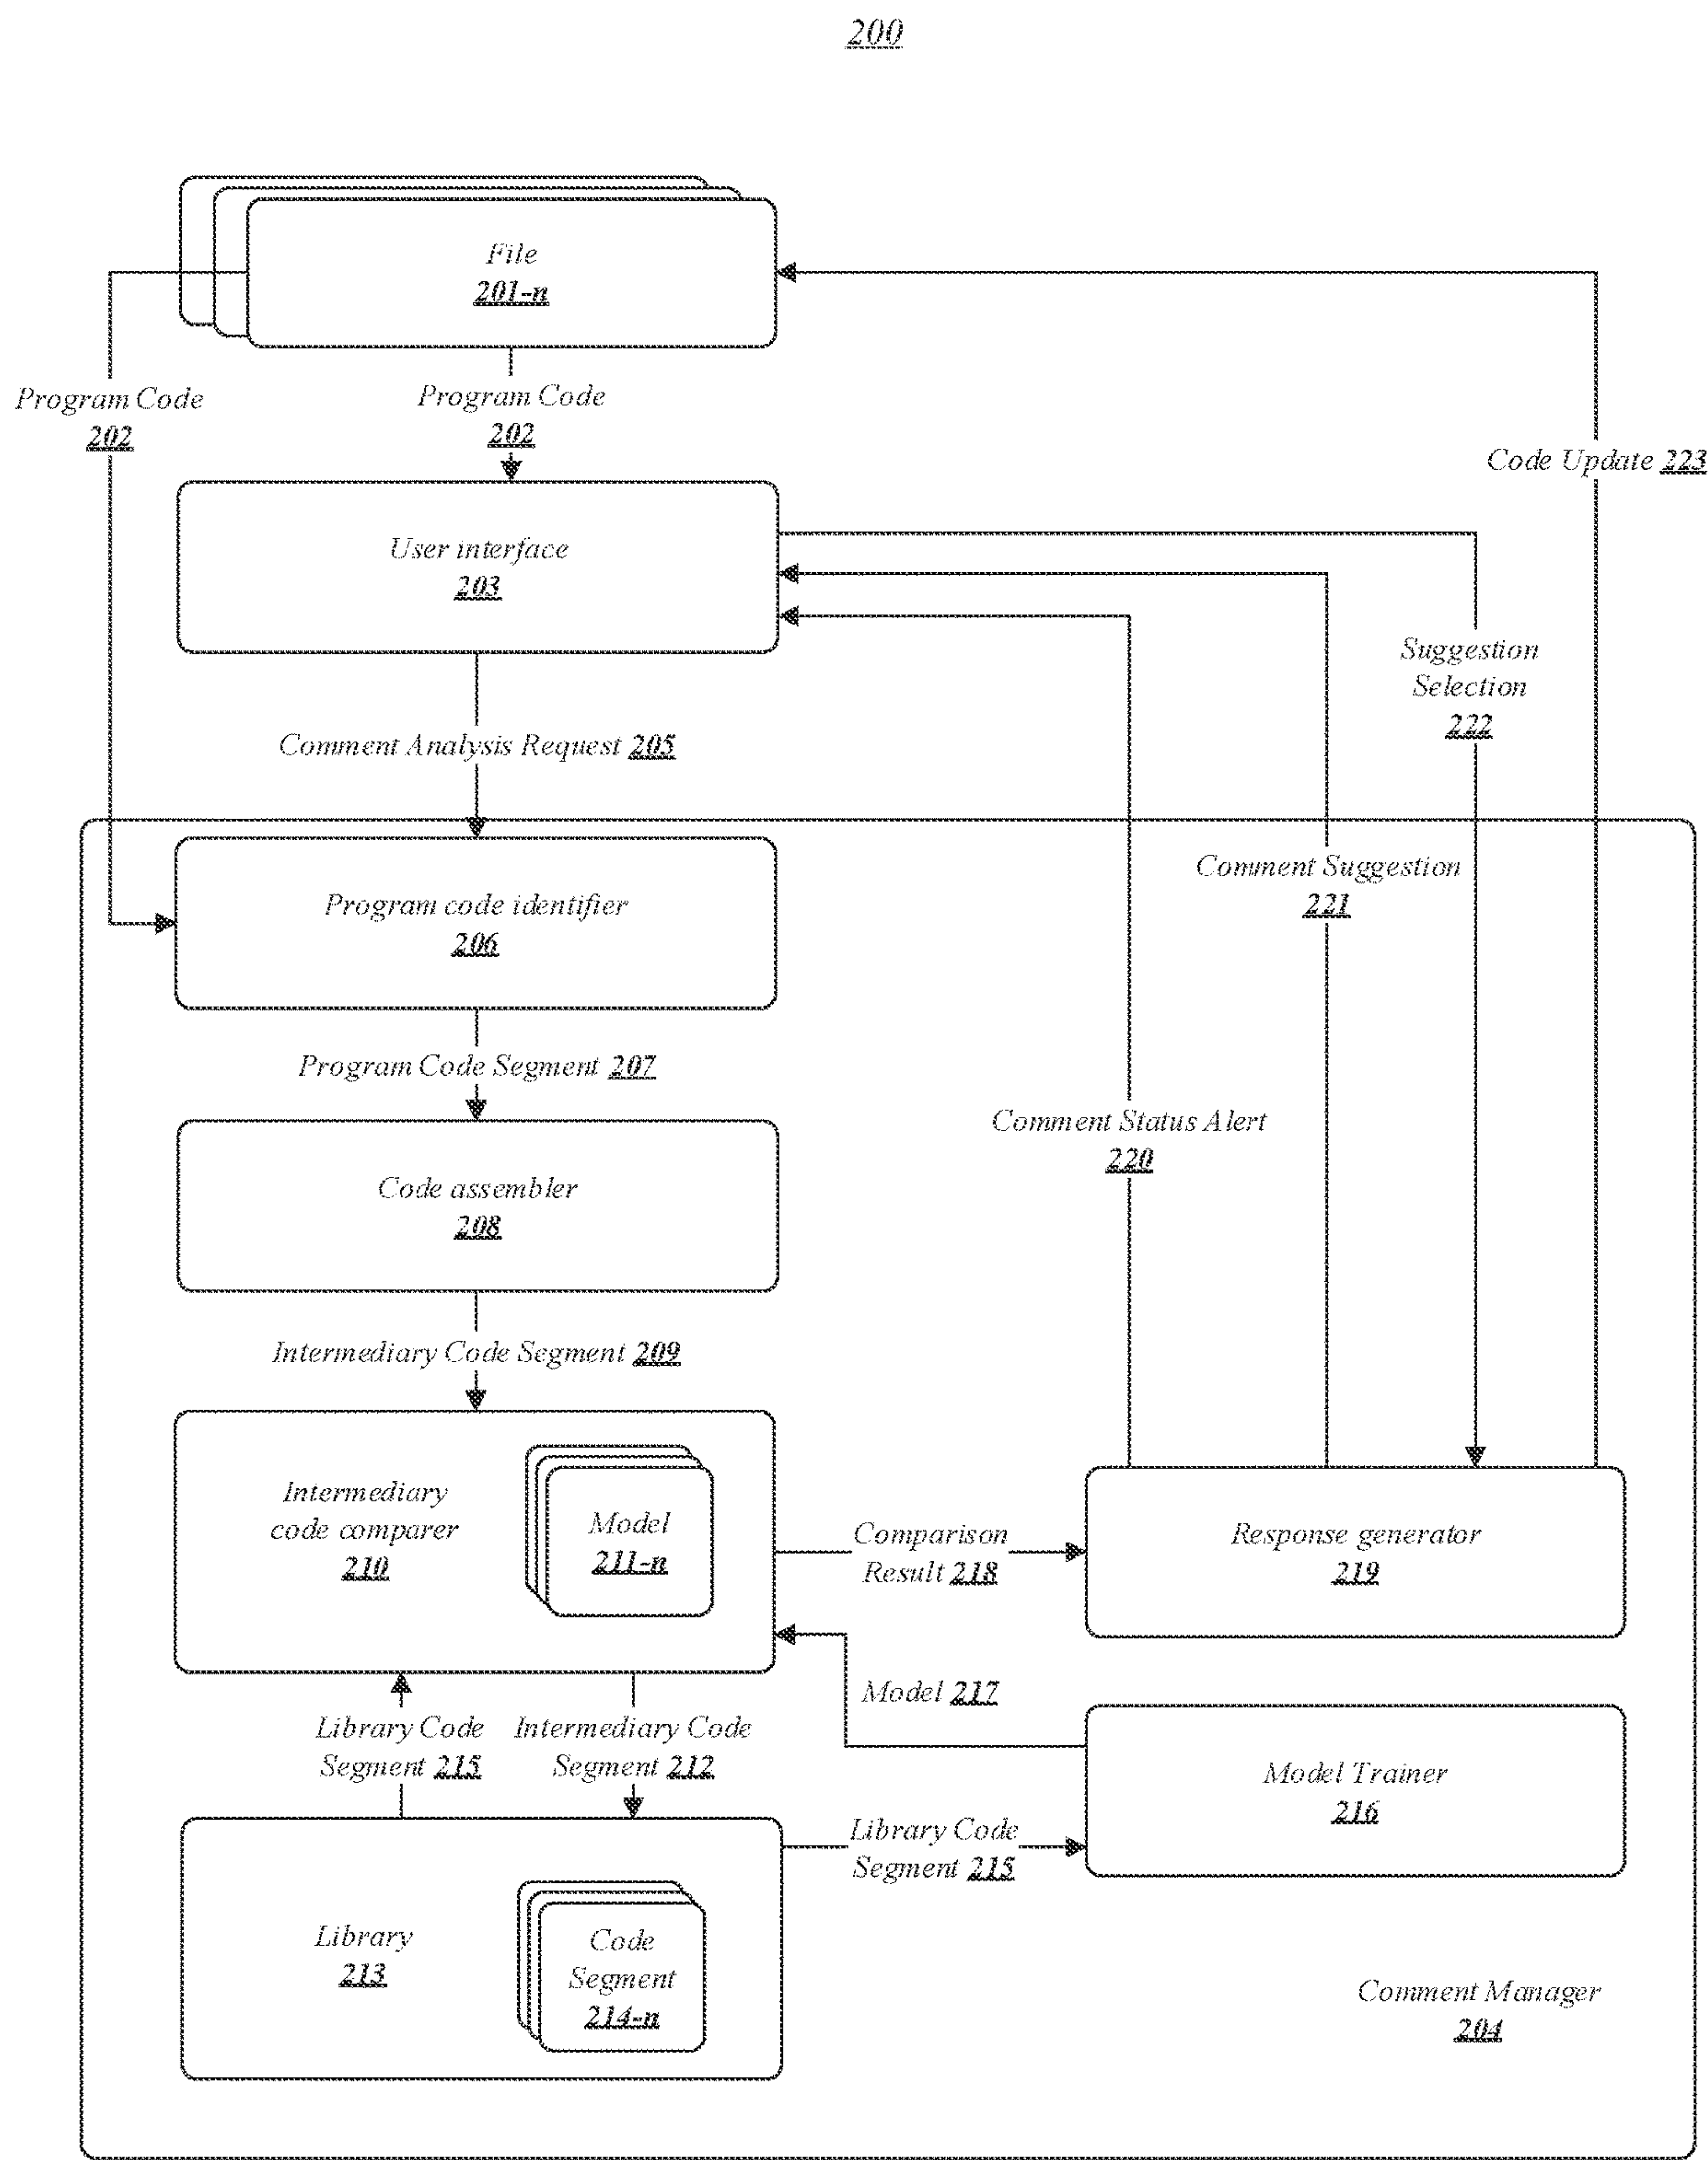 200
File
201-n
Program Code
202
Program Code
202
Code Update 223
User interface
203
Suggestion
Selection
222
Comment Analysis Request 205
Comment Suggestion
221
Program code identifier
206
Program Code Segment 207
Comment Status Alert
220
Code assembler
208
Intermediary Code Segment 209
Intermediary
code comparer
210
Model
211-n
Comparison
Result 218
Response generator
219
Model 217
Library Code
Segment 215
Intermediary Code
Segment 212
Model Trainer
216
Library Code
Segment 215
Library
213
Code
Segment
214-n
Comment Manager
204